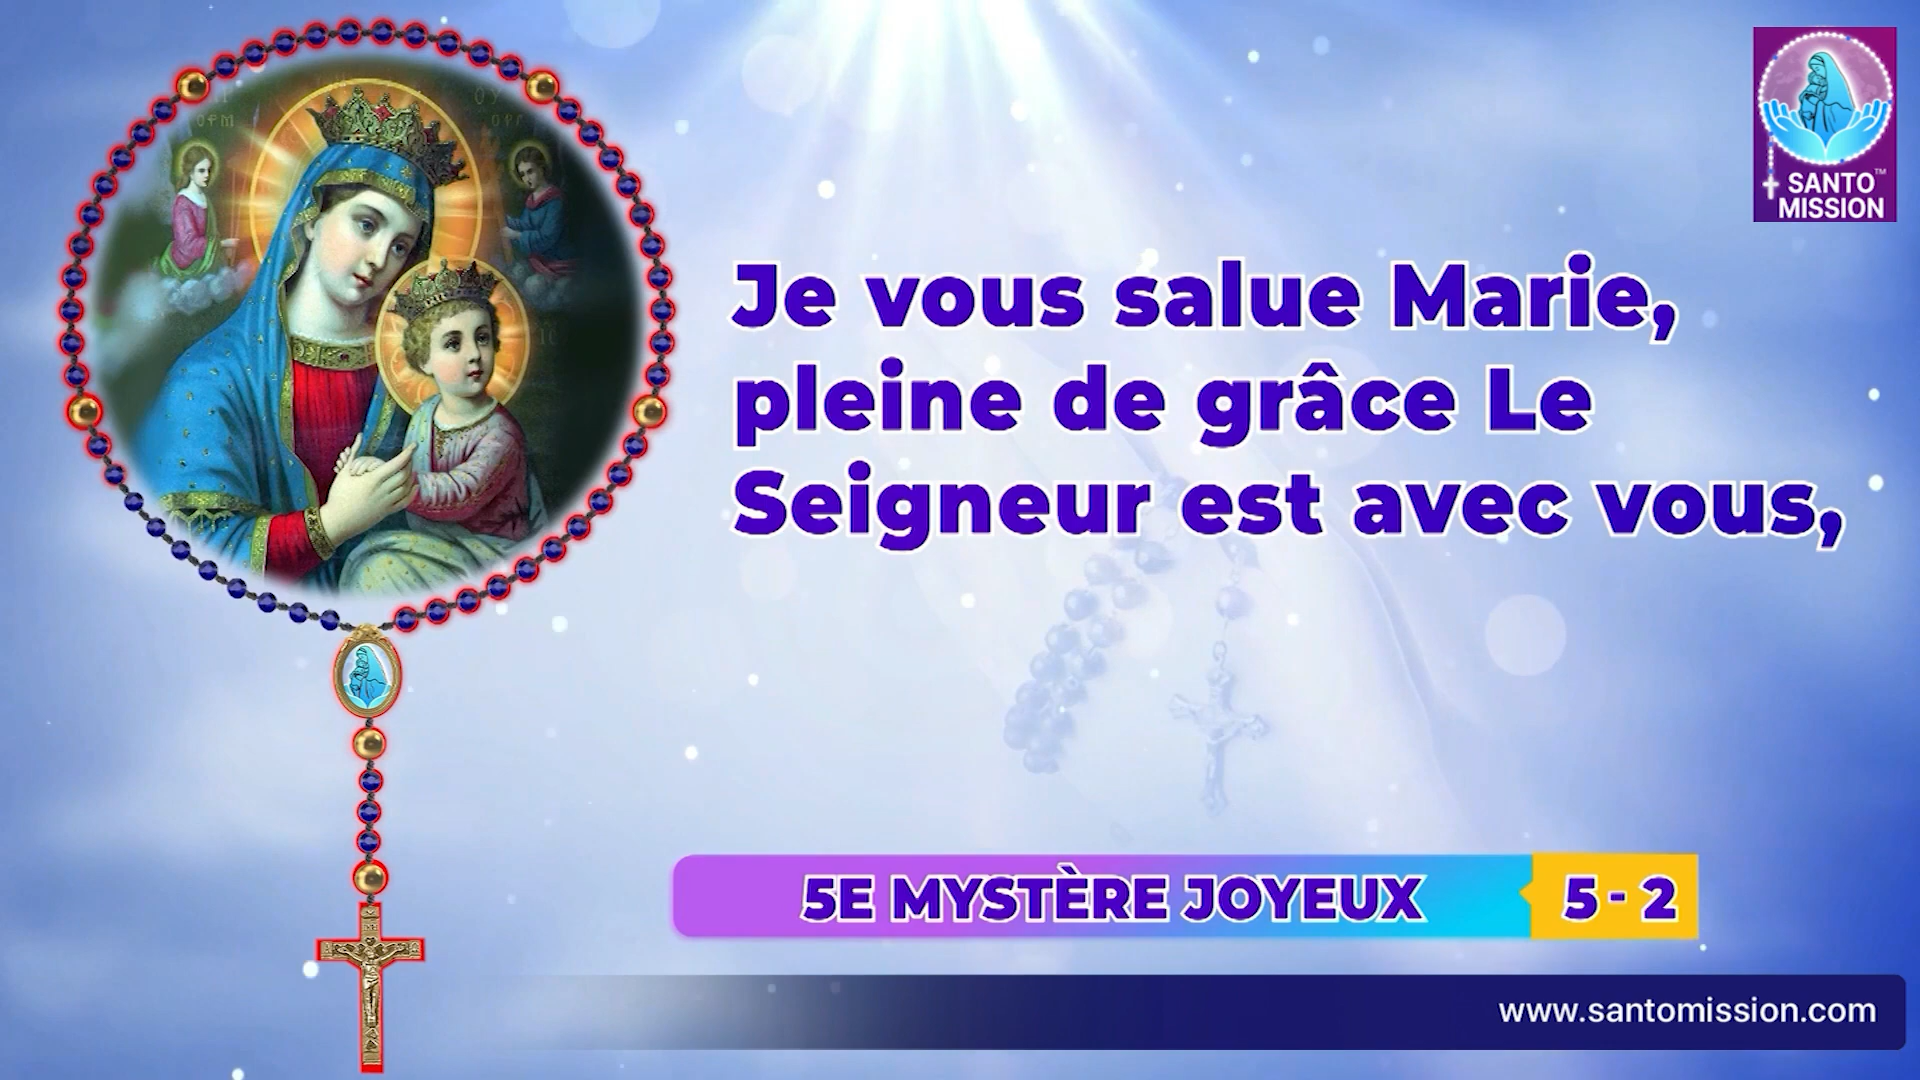 SANTO™
MISSION
Je vous salue Marie,
pleine de grâce Le
Seigneur est avec vous,
5E MYSTÈRE JOYEUX
5 - 2
www.santomission.com